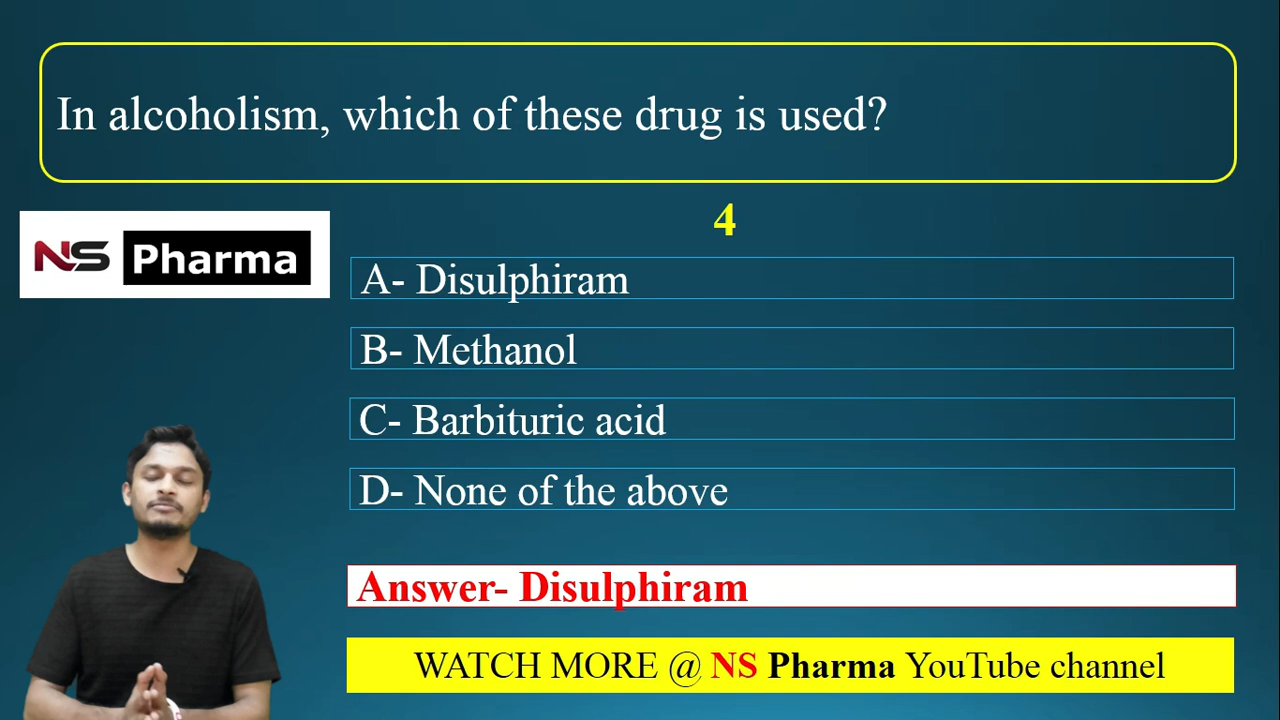 In alcoholism, which of these drug is used?
4
NS Pharma
A- Disulphiram
B- Methanol
C- Barbituric acid
D- None of the above
Answer- Disulphiram
WATCH MORE @ NS Pharma YouTube channel